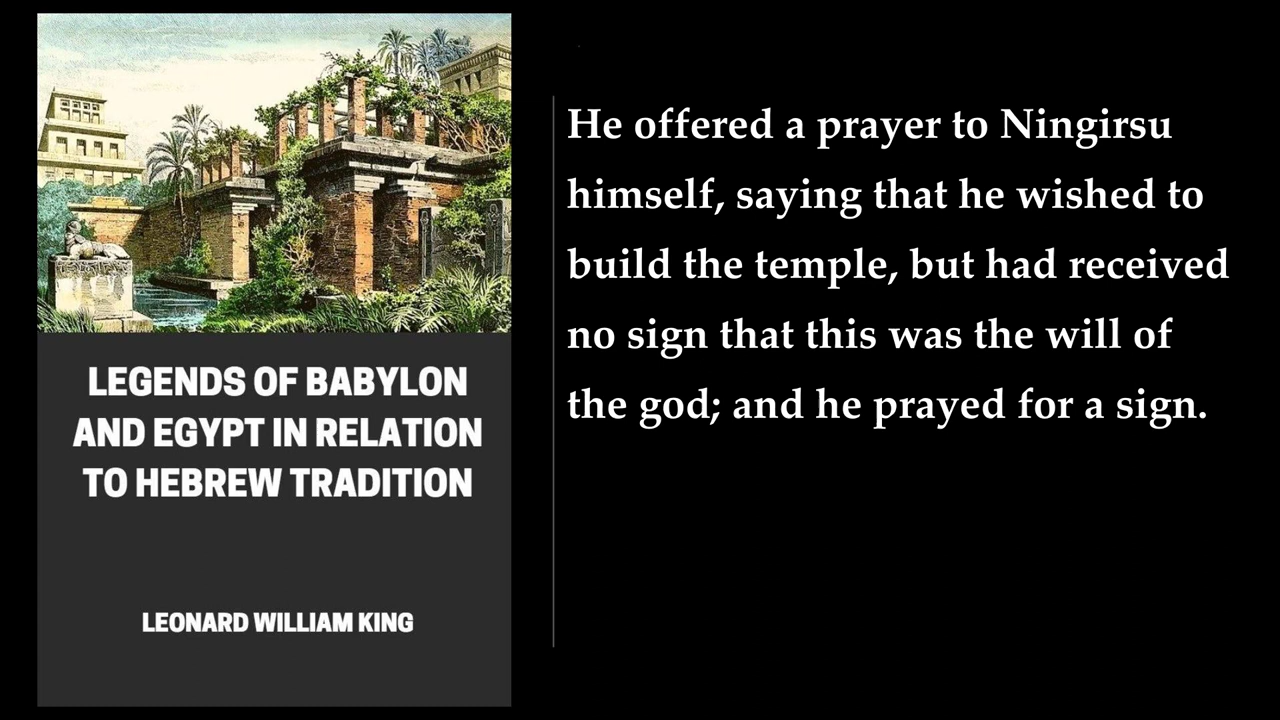 LEGENDS OF BABYLON
AND EGYPT IN RELATION
TO HEBREW TRADITION
LEONARD WILLIAM KING
He offered a prayer to Ningirsu
himself, saying that he wished to
build the temple, but had received
no sign that this was the will of
the god; and he prayed for a sign.